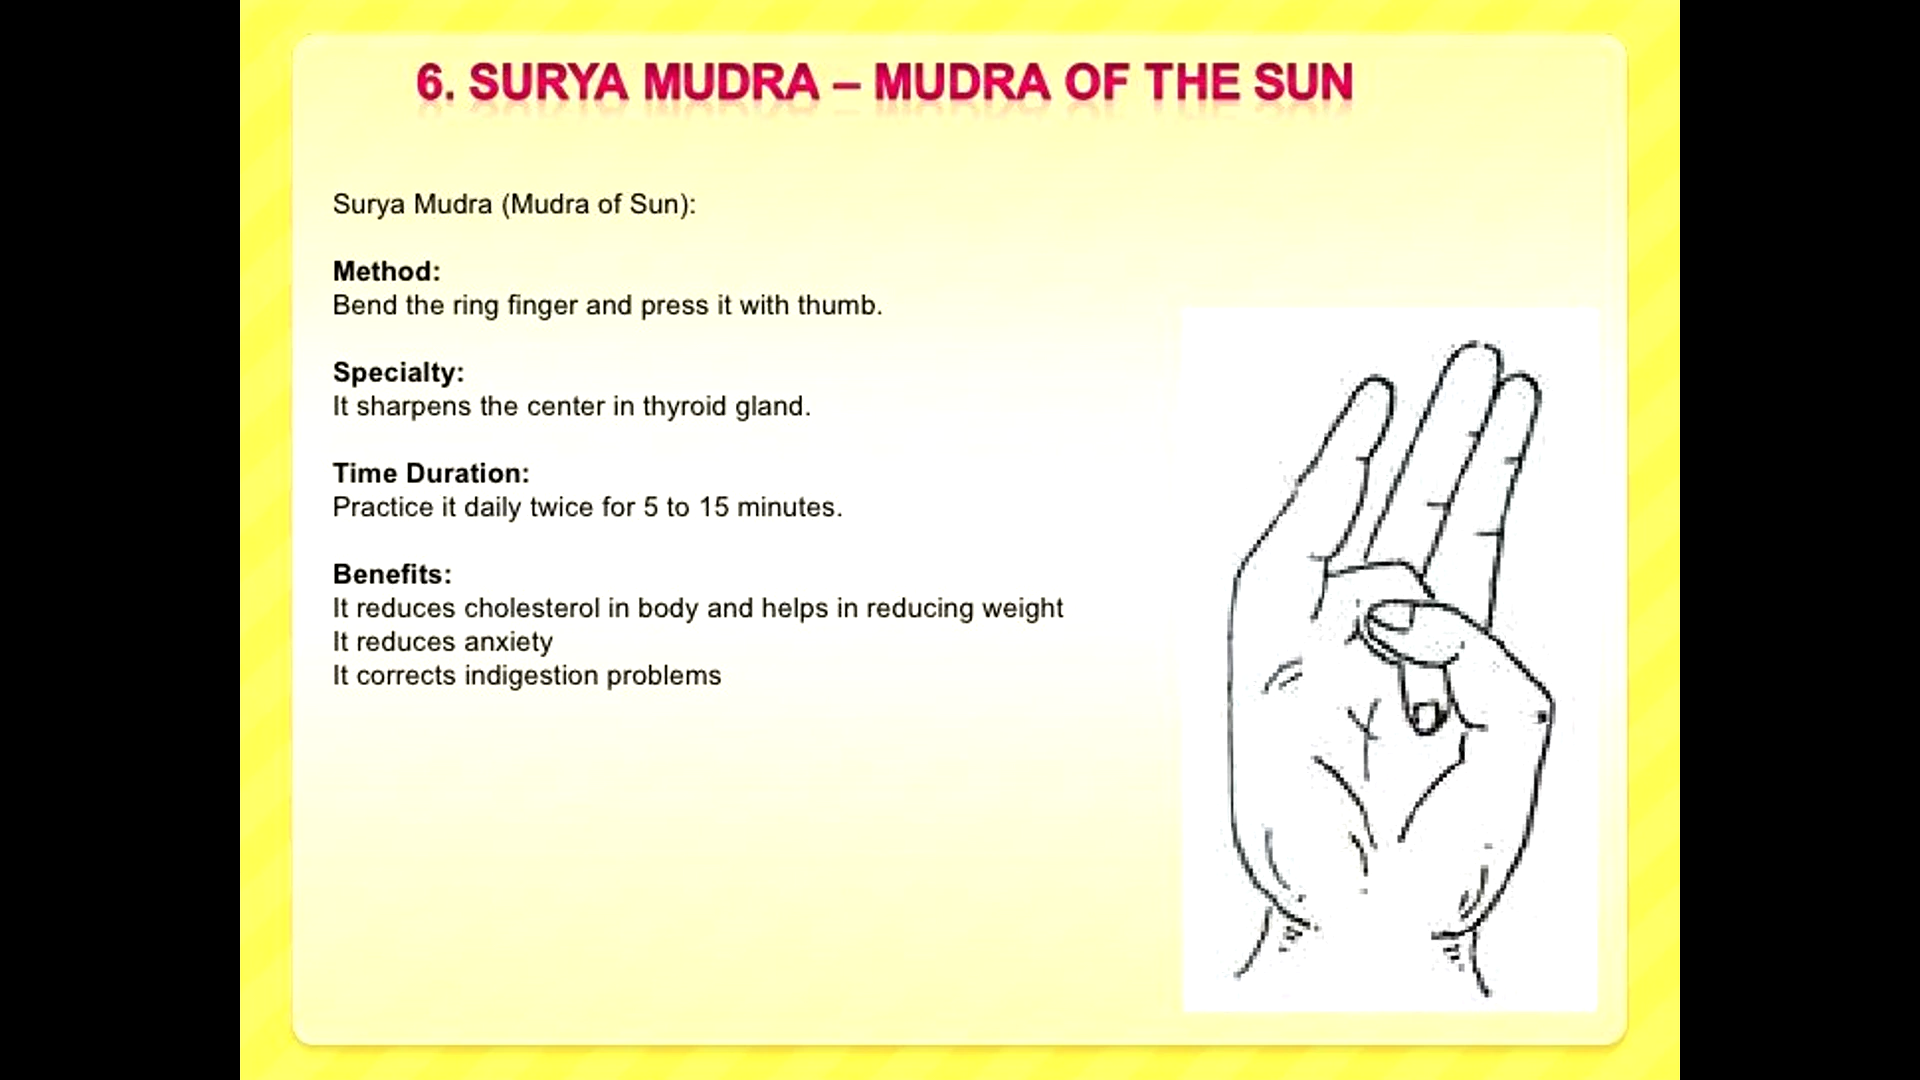 6. SURYA MUDRA – MUDRA OF THE SUN
Surya Mudra (Mudra of Sun):
Method:
Bend the ring finger and press it with thumb.
Specialty:
It sharpens the center in thyroid gland.
Time Duration:
Practice it daily twice for 5 to 15 minutes.
Benefits:
It reduces cholesterol in body and helps in reducing weight
It reduces anxiety
It corrects indigestion problems